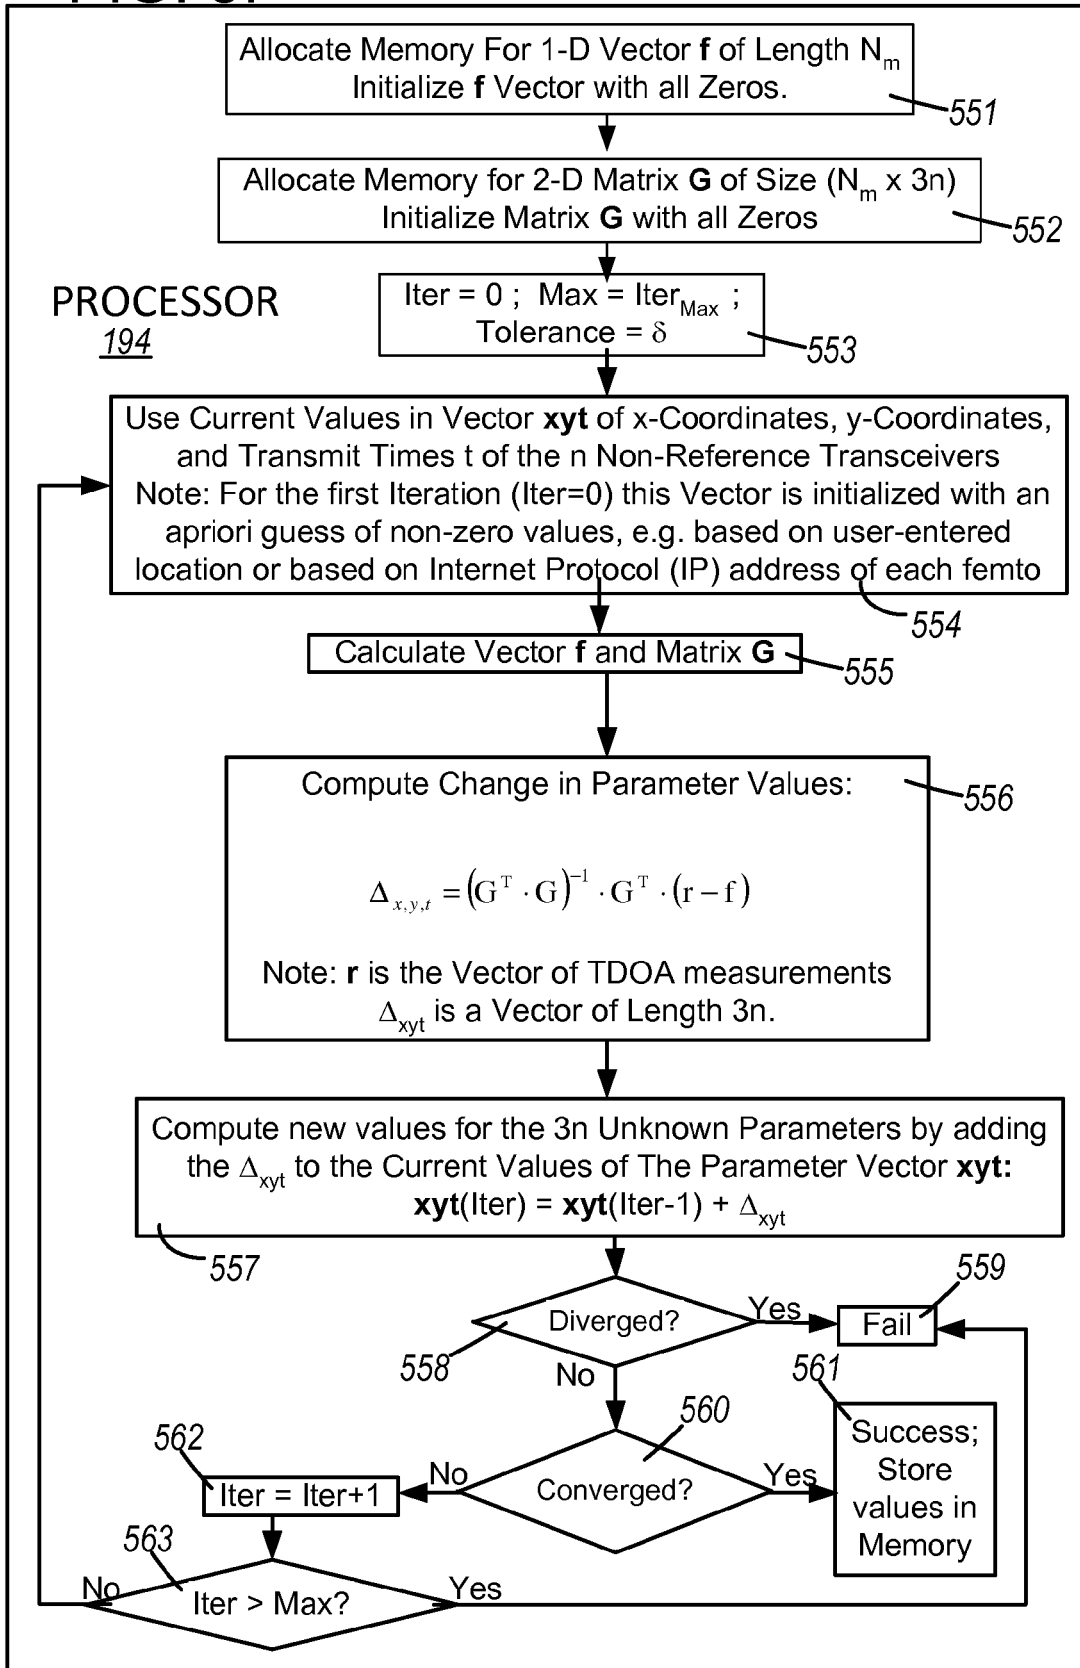 Allocate Memory For 1-D Vector f of Length Nm
Initialize f Vector with all Zeros.
551
Allocate Memory for 2-D Matrix G of Size (Nm x 3n)
Initialize Matrix G with all Zeros
552
PROCESSOR
194
Iter = 0 ; Max = IterMax ;
Tolerance = δ
553
Use Current Values in Vector xyt of x-Coordinates, y-Coordinates,
and Transmit Times t of the n Non-Reference Transceivers
Note: For the first Iteration (Iter=0) this Vector is initialized with an
apriori guess of non-zero values, e.g. based on user-entered
location or based on Internet Protocol (IP) address of each femto
554
Calculate Vector f and Matrix G
555
Compute Change in Parameter Values:
556
Δx,y,t = (G^T · G)^−1 · G^T · (r − f)
Note: r is the Vector of TDOA measurements
Δxyt is a Vector of Length 3n.
Compute new values for the 3n Unknown Parameters by adding
the Δxyt to the Current Values of The Parameter Vector xyt:
xyt(Iter) = xyt(Iter-1) + Δxyt
557
Diverged?
558
Yes
Fail
559
No
Converged?
560
Yes
561
Success;
Store
values in
Memory
No
562
Iter = Iter+1
563
Iter > Max?
No
Yes